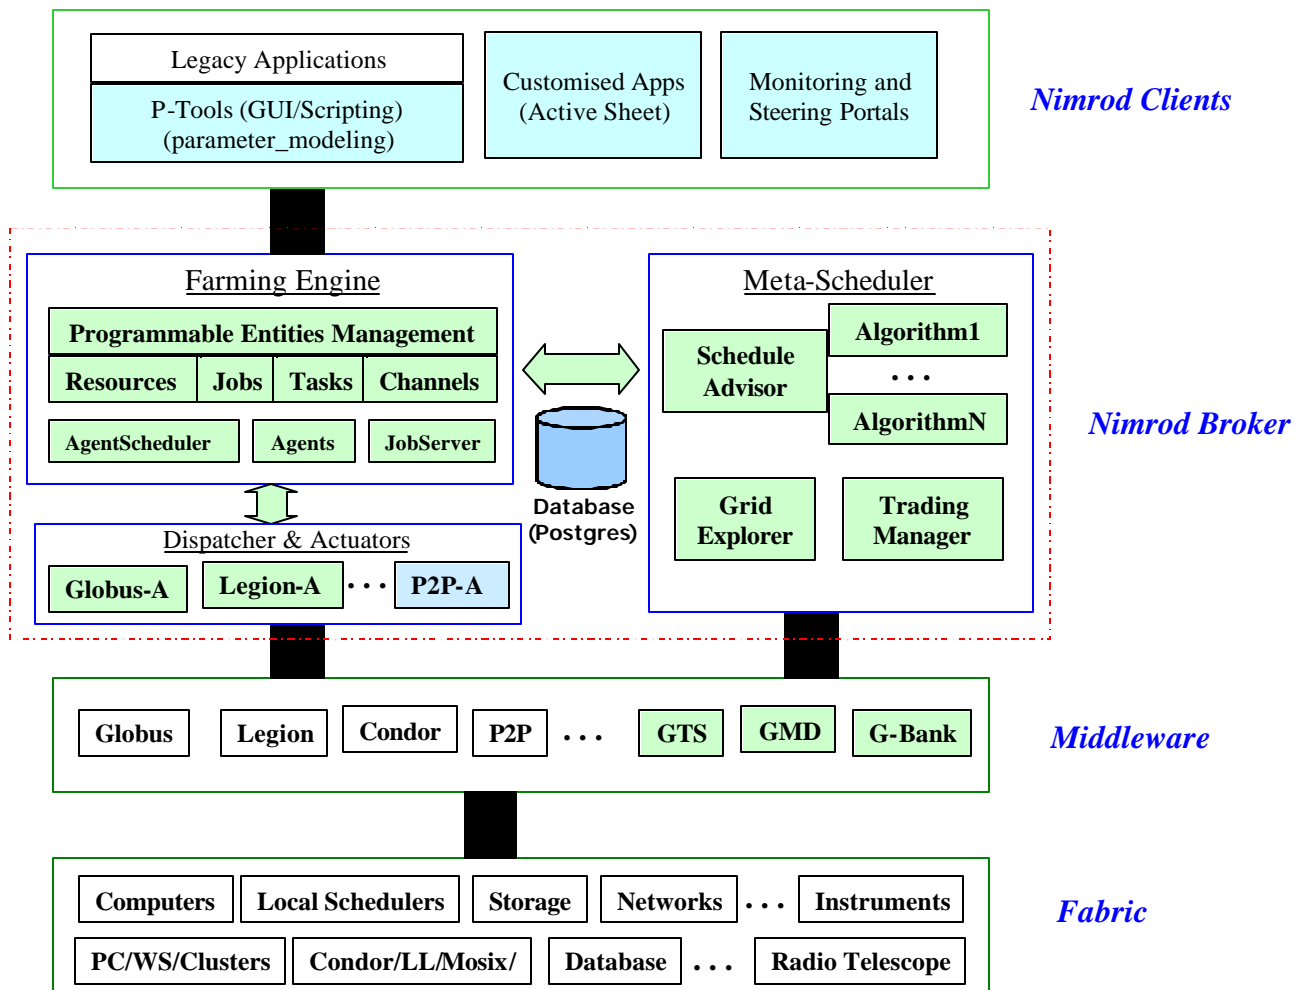 Legacy Applications
P-Tools (GUI/Scripting)
(parameter_modeling)
Customised Apps
(Active Sheet)
Monitoring and
Steering Portals
Nimrod Clients
Farming Engine
Programmable Entities Management
Resources
Jobs
Tasks
Channels
AgentScheduler
Agents
JobServer
Database
(Postgres)
Meta-Scheduler
Schedule
Advisor
Algorithm1
. . .
AlgorithmN
Grid
Explorer
Trading
Manager
Nimrod Broker
Dispatcher & Actuators
Globus-A
Legion-A
. . .
P2P-A
Globus
Legion
Condor
P2P
. . .
GTS
GMD
G-Bank
Middleware
Computers
Local Schedulers
Storage
Networks
. . .
Instruments
Fabric
PC/WS/Clusters
Condor/LL/Mosix/
Database
. . .
Radio Telescope